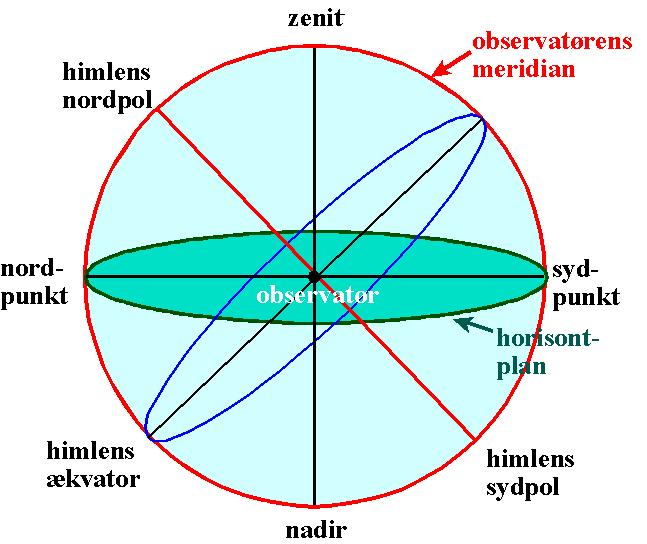 zenit
observatørens
meridian
himlens
nordpol
nord-
punkt
observatør
syd-
punkt
horisont-
plan
himlens
ækvator
himlens
sydpol
nadir